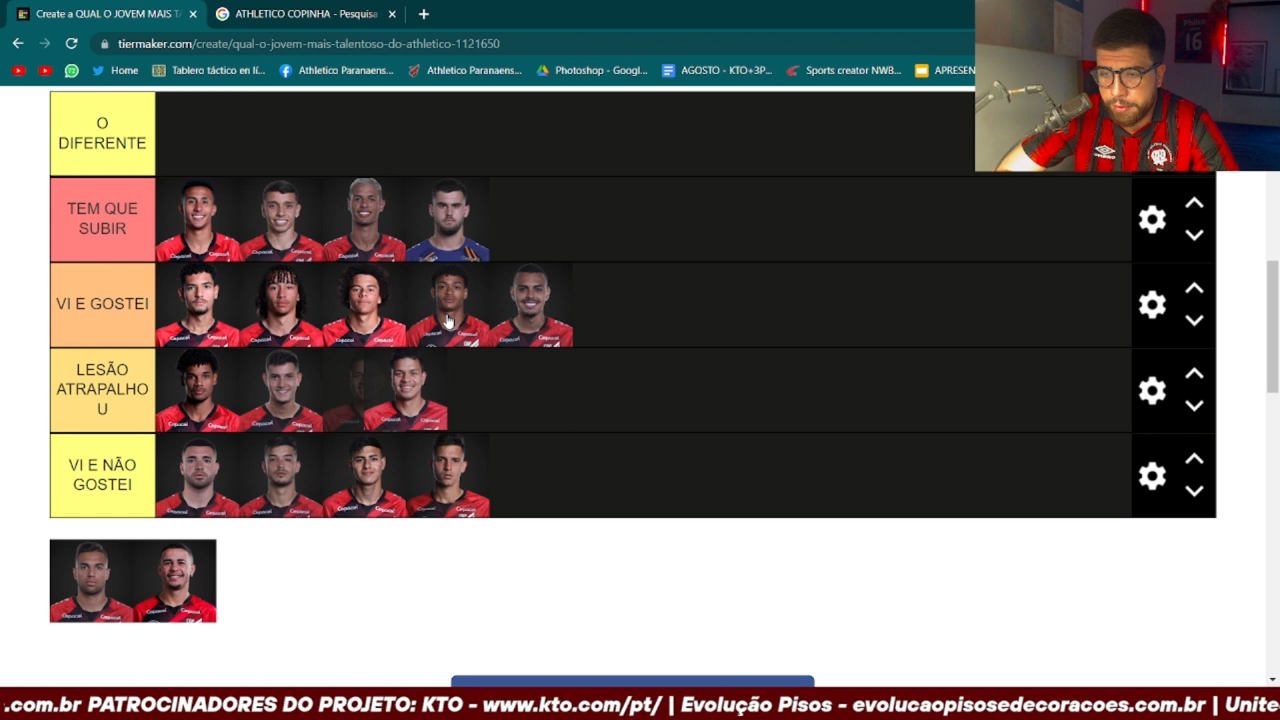 Create a QUAL O JOVEM MAIS T
ATHLETICO COPINHA - Pesquisa
tiermaker.com/create/qual-o-jovem-mais-talentoso-do-athletico-1121650
Home
Tablero táctico en lí...
Athletico Paranaens...
Athletico Paranaens...
Photoshop - Googl...
AGOSTO - KTO+3P...
Sports creator NWB...
APRESEN
Philco
16
O
DIFERENTE
TEM QUE
SUBIR
VI E GOSTEI
LESÃO
ATRAPALHO
U
VI E NÃO
GOSTEI
.com.br PATROCINADORES DO PROJETO: KTO - www.kto.com/pt/ | Evolução Pisos - evolucaopisosedecoracoes.com.br | Unite